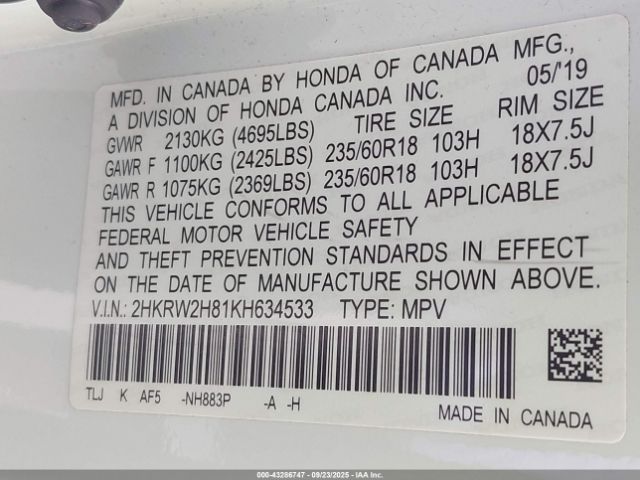 MFD. IN CANADA BY HONDA OF CANADA MFG.,
A DIVISION OF HONDA CANADA INC. 05/'19
GVWR 2130KG (4695LBS) TIRE SIZE RIM SIZE
GAWR F 1100KG (2425LBS) 235/60R18 103H 18X7.5J
GAWR R 1075KG (2369LBS) 235/60R18 103H 18X7.5J
THIS VEHICLE CONFORMS TO ALL APPLICABLE
FEDERAL MOTOR VEHICLE SAFETY
AND THEFT PREVENTION STANDARDS IN EFFECT
ON THE DATE OF MANUFACTURE SHOWN ABOVE.
V.I.N.: 2HKRW2H81KH634533 TYPE: MPV
TLJ K AF5 -NH883P -A -H
MADE IN CANADA
000-43286747 - 09/23/2025 - IAA Inc.